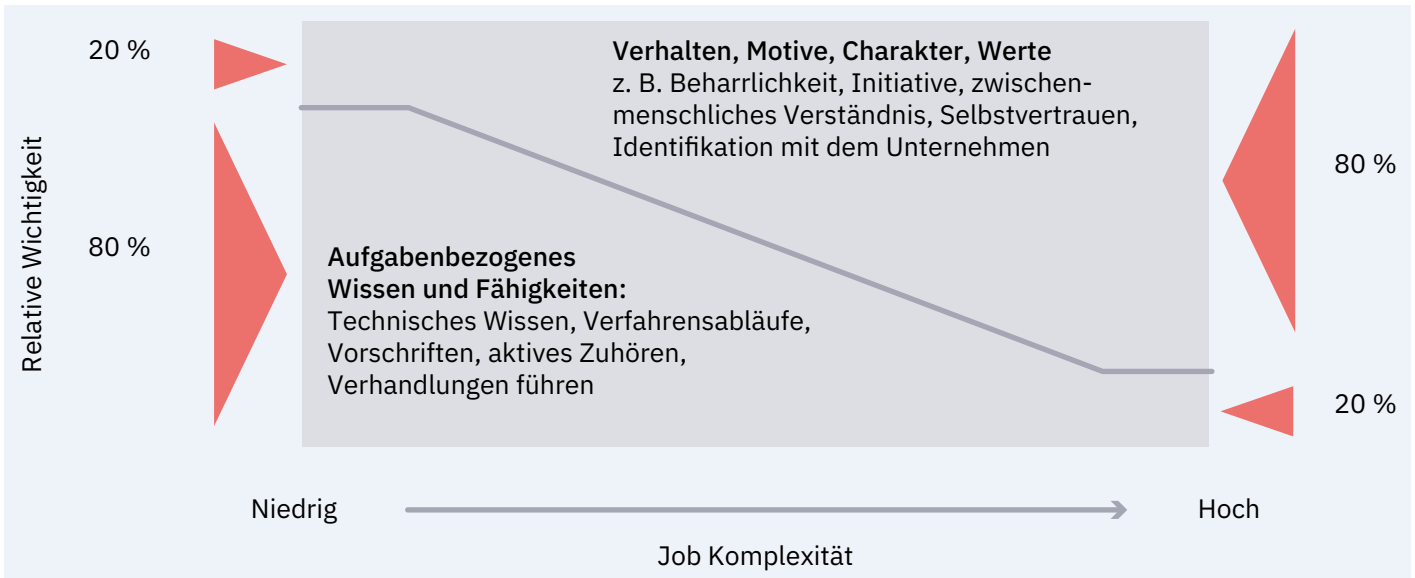 20 %
Verhalten, Motive, Charakter, Werte
z. B. Beharrlichkeit, Initiative, zwischen-
menschliches Verständnis, Selbstvertrauen,
Identifikation mit dem Unternehmen
80 %
Relative Wichtigkeit
80 %
Aufgabenbezogenes
Wissen und Fähigkeiten:
Technisches Wissen, Verfahrensabläufe,
Vorschriften, aktives Zuhören,
Verhandlungen führen
20 %
Niedrig
Hoch
Job Komplexität